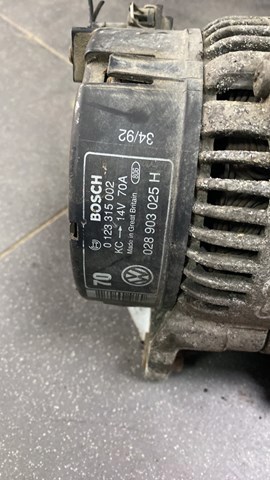 34/92
BOSCH
0 123 315 002
KC → 14V 70A
Made in Great Britain
028 903 025 H
70